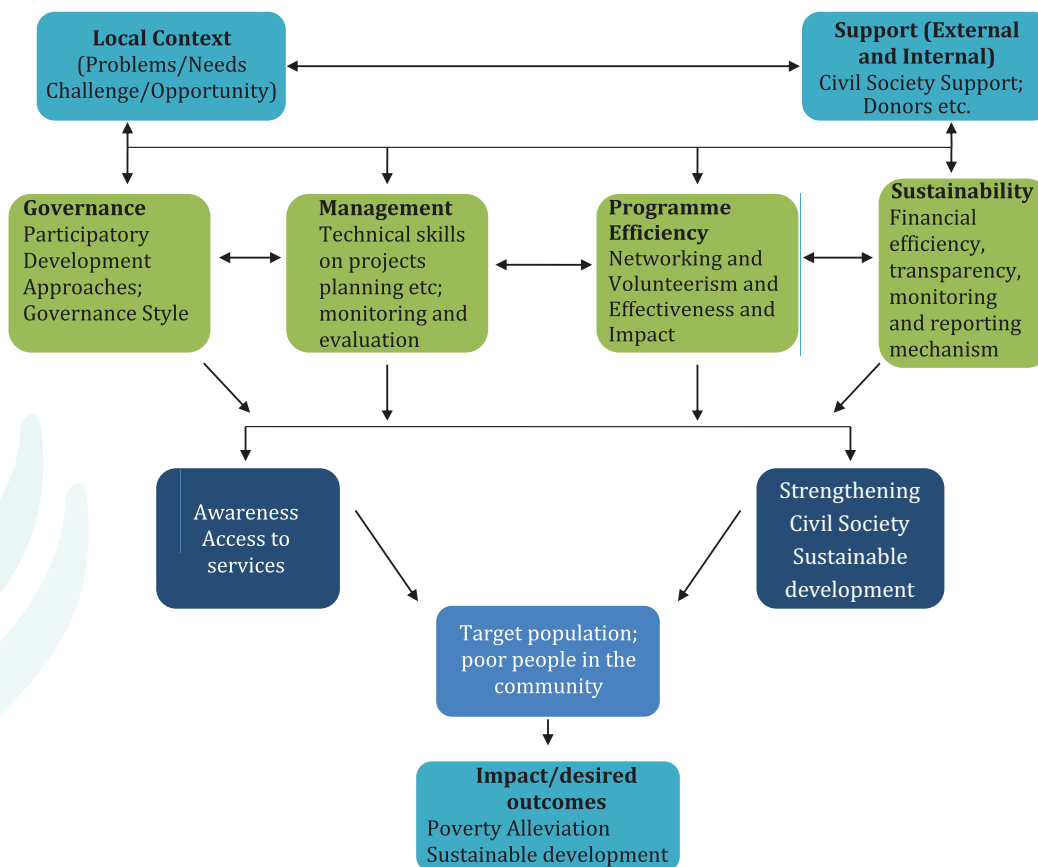 Local Context
(Problems/Needs
Challenge/Opportunity)
Support (External
and Internal)
Civil Society Support;
Donors etc.
Governance
Participatory
Development
Approaches;
Governance Style
Management
Technical skills
on projects
planning etc;
monitoring and
evaluation
Programme
Efficiency
Networking and
Volunteerism and
Effectiveness and
Impact
Sustainability
Financial
efficiency,
transparency,
monitoring
and reporting
mechanism
Awareness
Access to
services
Strengthening
Civil Society
Sustainable
development
Target population;
poor people in the
community
Impact/desired
outcomes
Poverty Alleviation
Sustainable development